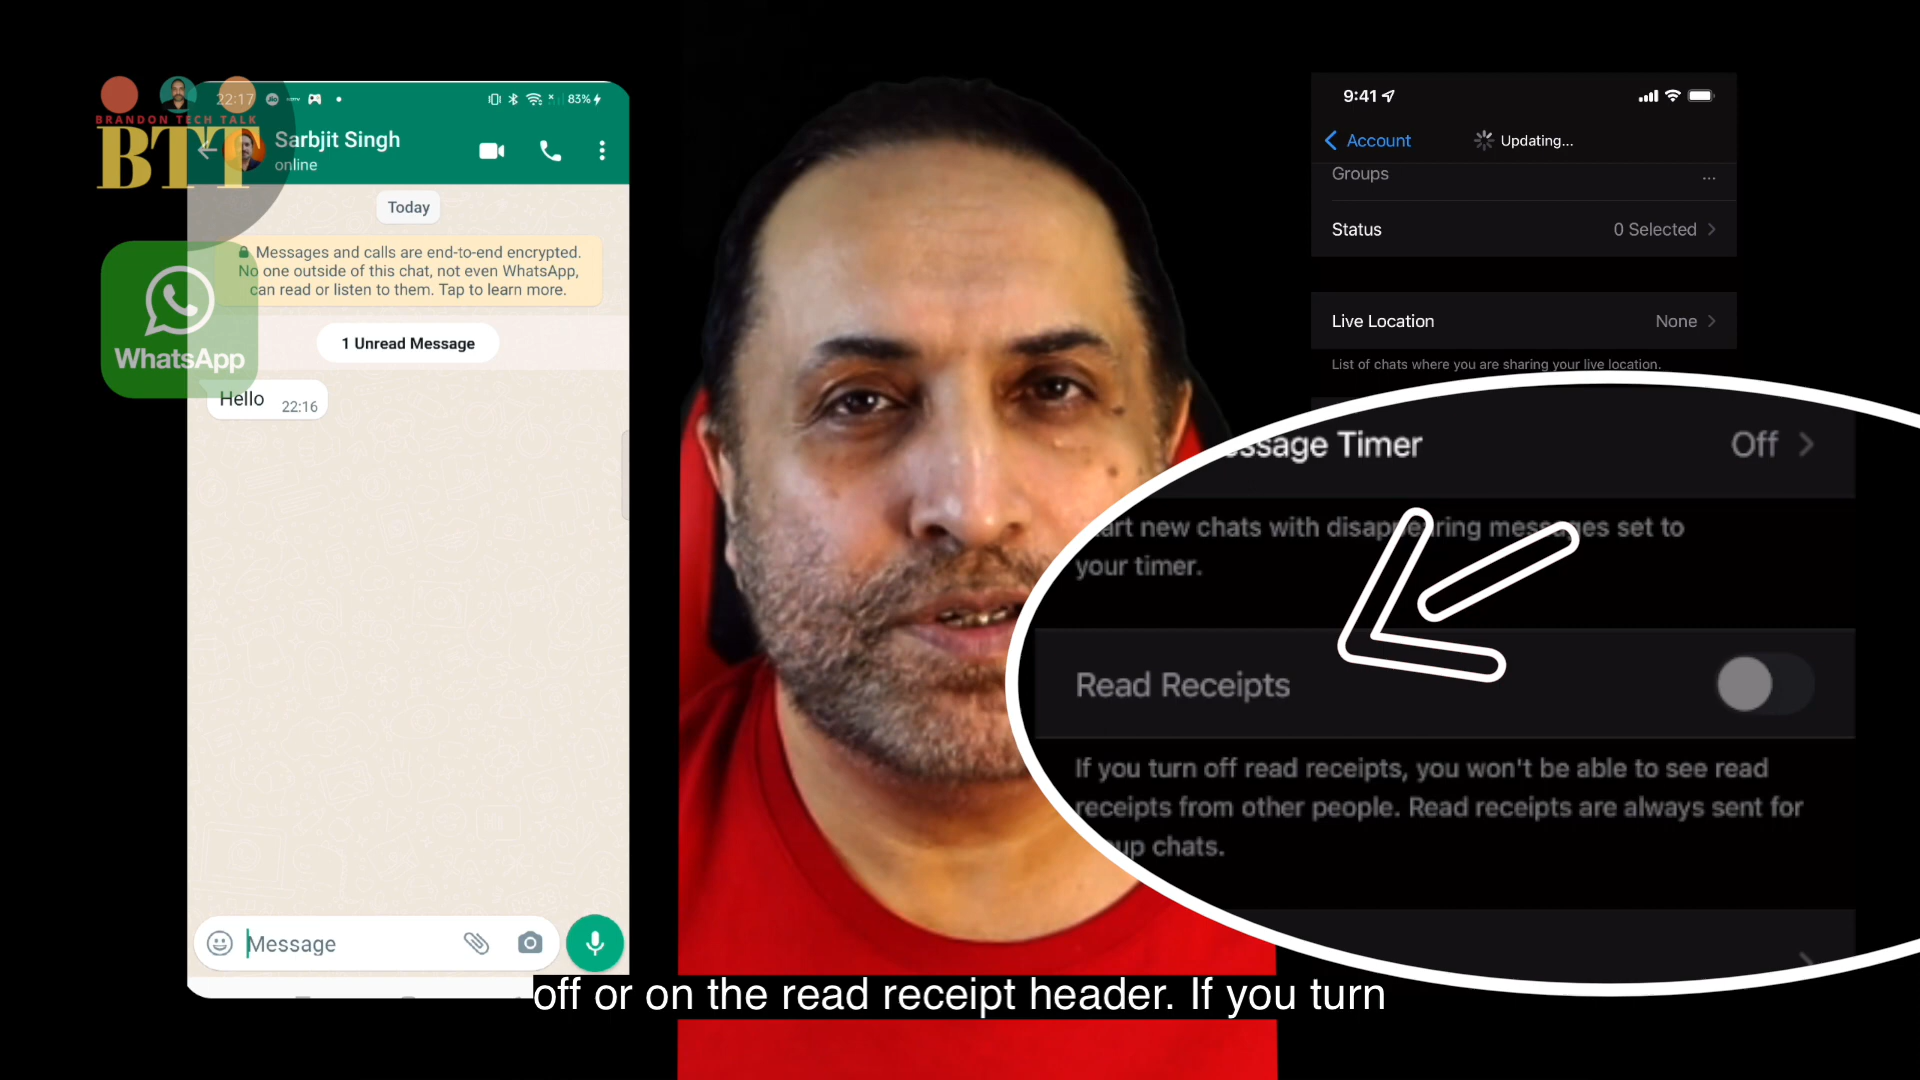 BRANDON TECH TALK
BTT
22:17
83%
Sarbjit Singh
online
Today
Messages and calls are end-to-end encrypted.
No one outside of this chat, not even WhatsApp,
can read or listen to them. Tap to learn more.
1 Unread Message
WhatsApp
Hello 22:16
Message
9:41
Account
Updating...
Groups ...
Status 0 Selected
Live Location None
List of chats where you are sharing your live location.
ssage Timer Off
art new chats with disappearing messages set to
your timer.
Read Receipts
If you turn off read receipts, you won't be able to see read
receipts from other people. Read receipts are always sent for
up chats.
off or on the read receipt header. If you turn